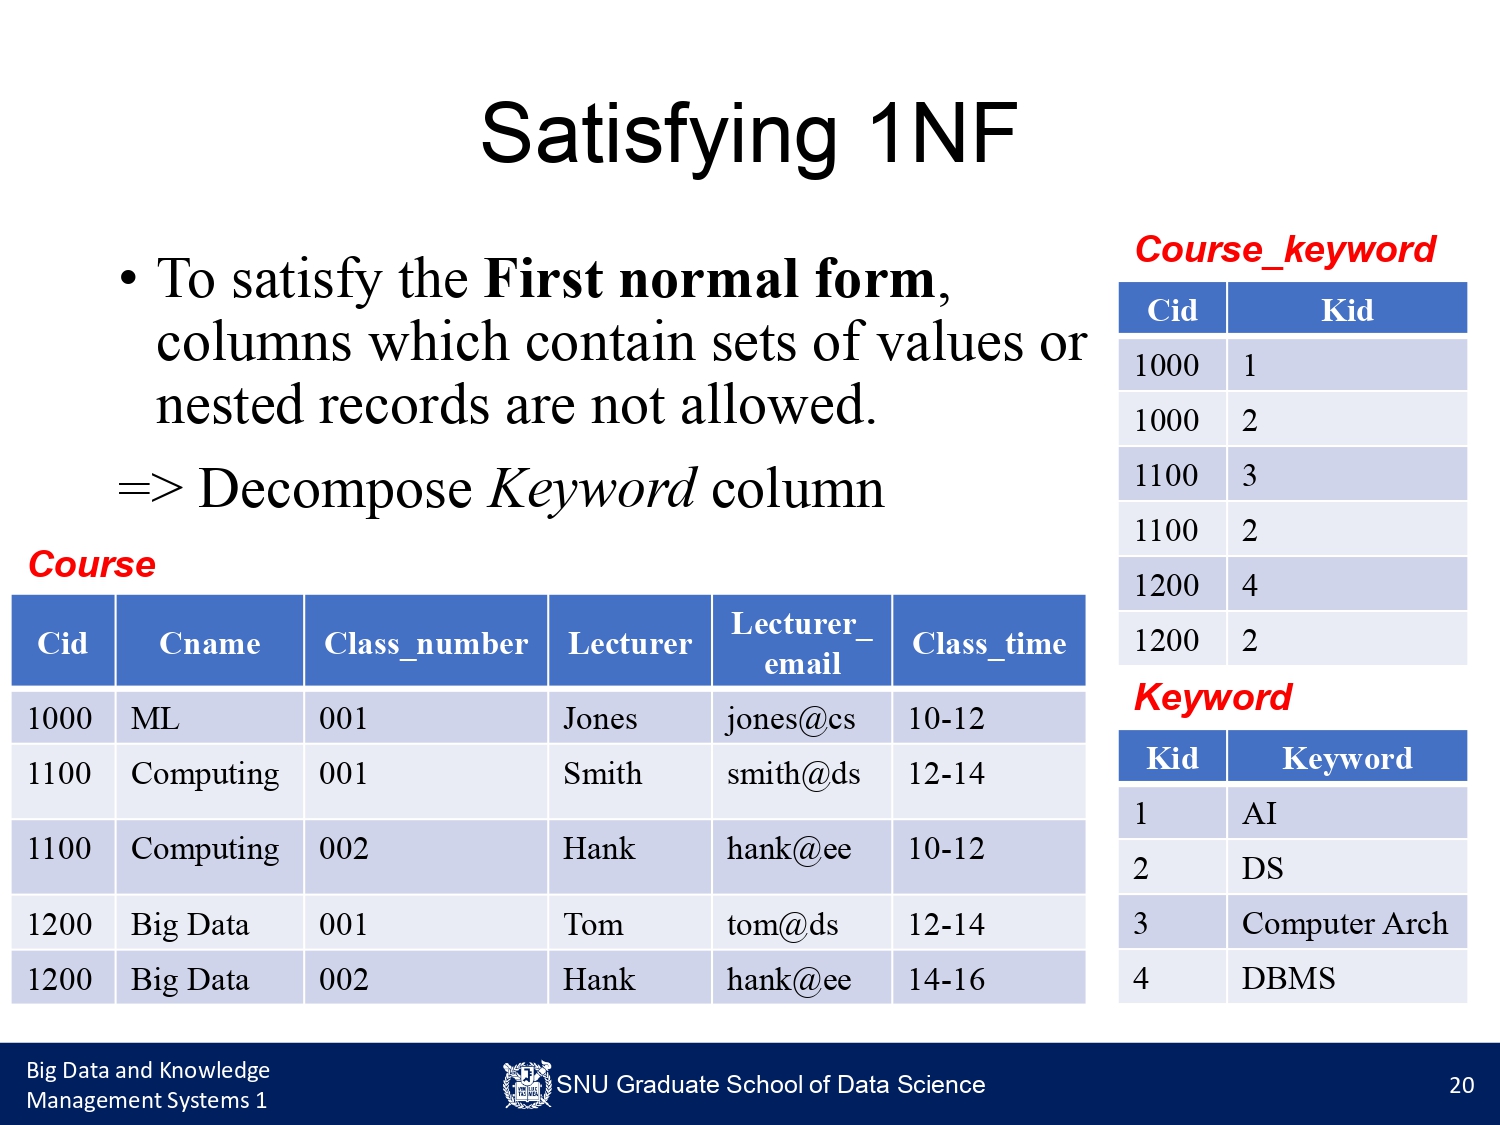 Satisfying 1NF
• To satisfy the First normal form,
columns which contain sets of values or
nested records are not allowed.
=> Decompose Keyword column
Course
Cid Cname Class_number Lecturer Lecturer_ email Class_time
1000 ML 001 Jones jones@cs 10-12
1100 Computing 001 Smith smith@ds 12-14
1100 Computing 002 Hank hank@ee 10-12
1200 Big Data 001 Tom tom@ds 12-14
1200 Big Data 002 Hank hank@ee 14-16
Course_keyword
Cid Kid
1000 1
1000 2
1100 3
1100 2
1200 4
1200 2
Keyword
Kid Keyword
1 AI
2 DS
3 Computer Arch
4 DBMS
Big Data and Knowledge
Management Systems 1
SNU Graduate School of Data Science
20